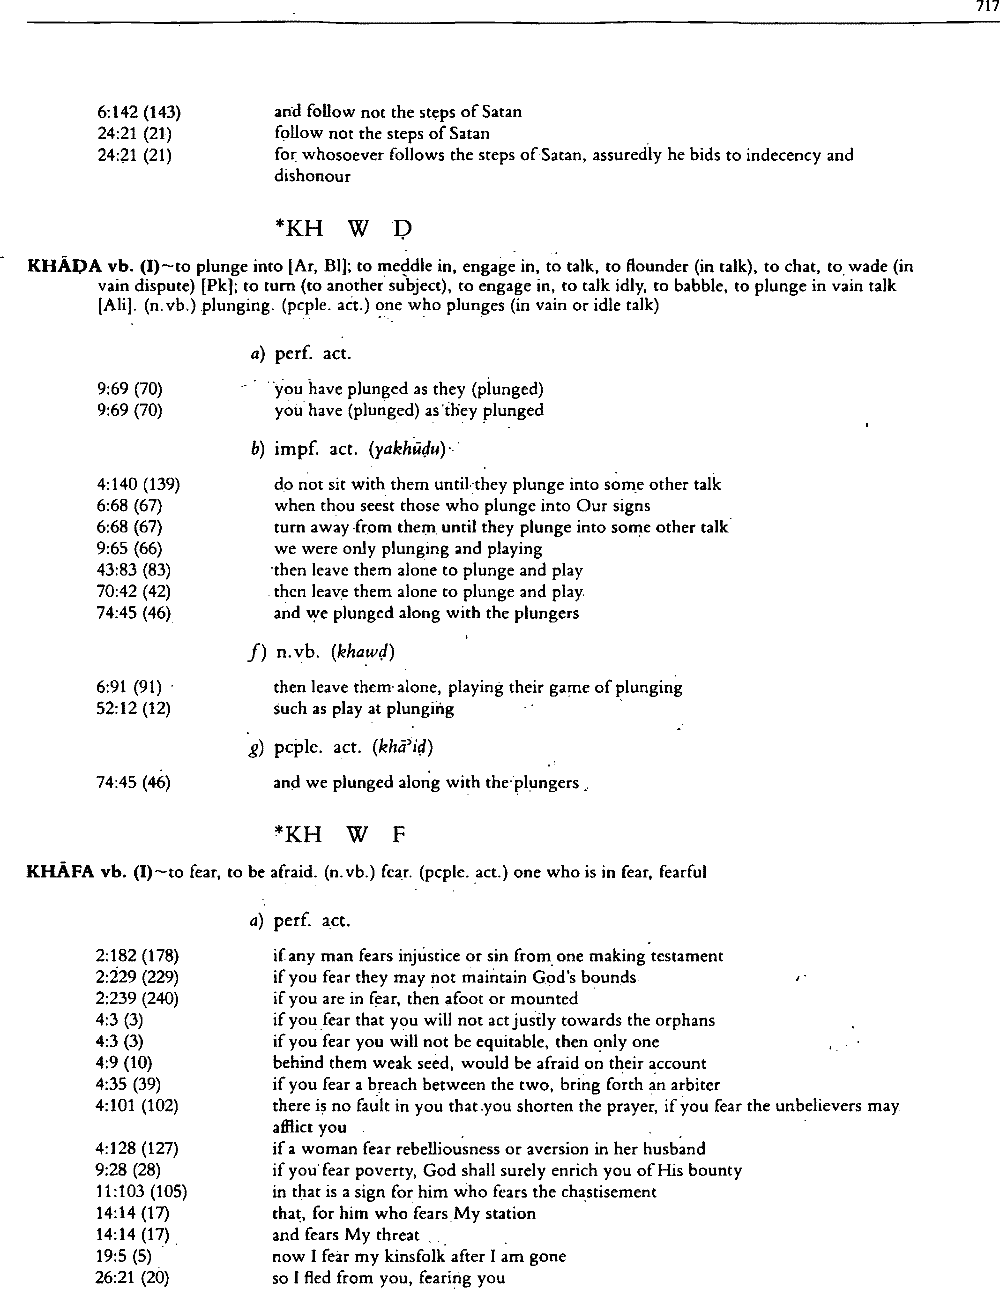 717
6:142 (143) and follow not the steps of Satan
24:21 (21) follow not the steps of Satan
24:21 (21) for whosoever follows the steps of Satan, assuredly he bids to indecency and
dishonour
*KH W Ḍ
KHĀḌA vb. (I)~to plunge into [Ar, Bl]; to meddle in, engage in, to talk, to flounder (in talk), to chat, to wade (in
vain dispute) [Pk]; to turn (to another subject), to engage in, to talk idly, to babble, to plunge in vain talk
[Ali]. (n.vb.) plunging. (pcple. act.) one who plunges (in vain or idle talk)
a) perf. act.
9:69 (70) you have plunged as they (plunged)
9:69 (70) you have (plunged) as they plunged
b) impf. act. (yakhūḍu)
4:140 (139) do not sit with them until they plunge into some other talk
6:68 (67) when thou seest those who plunge into Our signs
6:68 (67) turn away from them until they plunge into some other talk
9:65 (66) we were only plunging and playing
43:83 (83) then leave them alone to plunge and play
70:42 (42) then leave them alone to plunge and play
74:45 (46) and we plunged along with the plungers
f) n.vb. (khawḍ)
6:91 (91) then leave them alone, playing their game of plunging
52:12 (12) such as play at plunging
g) pcple. act. (khāʾiḍ)
74:45 (46) and we plunged along with the plungers
*KH W F
KHĀFA vb. (I)~to fear, to be afraid. (n.vb.) fear. (pcple. act.) one who is in fear, fearful
a) perf. act.
2:182 (178) if any man fears injustice or sin from one making testament
2:229 (229) if you fear they may not maintain God's bounds
2:239 (240) if you are in fear, then afoot or mounted
4:3 (3) if you fear that you will not act justly towards the orphans
4:3 (3) if you fear you will not be equitable, then only one
4:9 (10) behind them weak seed, would be afraid on their account
4:35 (39) if you fear a breach between the two, bring forth an arbiter
4:101 (102) there is no fault in you that you shorten the prayer, if you fear the unbelievers may
afflict you
4:128 (127) if a woman fear rebelliousness or aversion in her husband
9:28 (28) if you fear poverty, God shall surely enrich you of His bounty
11:103 (105) in that is a sign for him who fears the chastisement
14:14 (17) that, for him who fears My station
14:14 (17) and fears My threat
19:5 (5) now I fear my kinsfolk after I am gone
26:21 (20) so I fled from you, fearing you